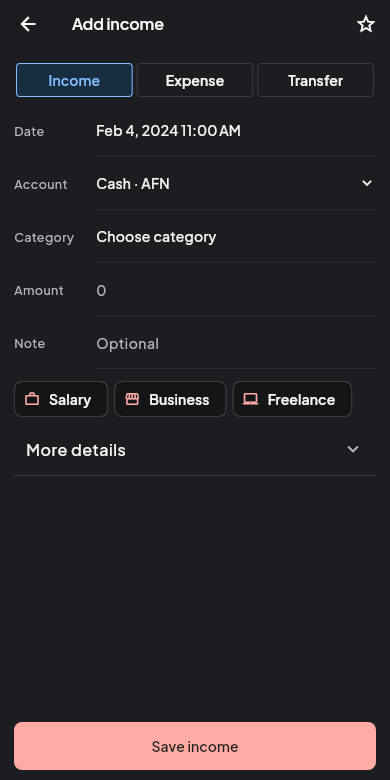 Add income
Income Expense Transfer
Date Feb 4, 2024 11:00 AM
Account Cash · AFN
Category Choose category
Amount 0
Note Optional
Salary Business Freelance
More details
Save income